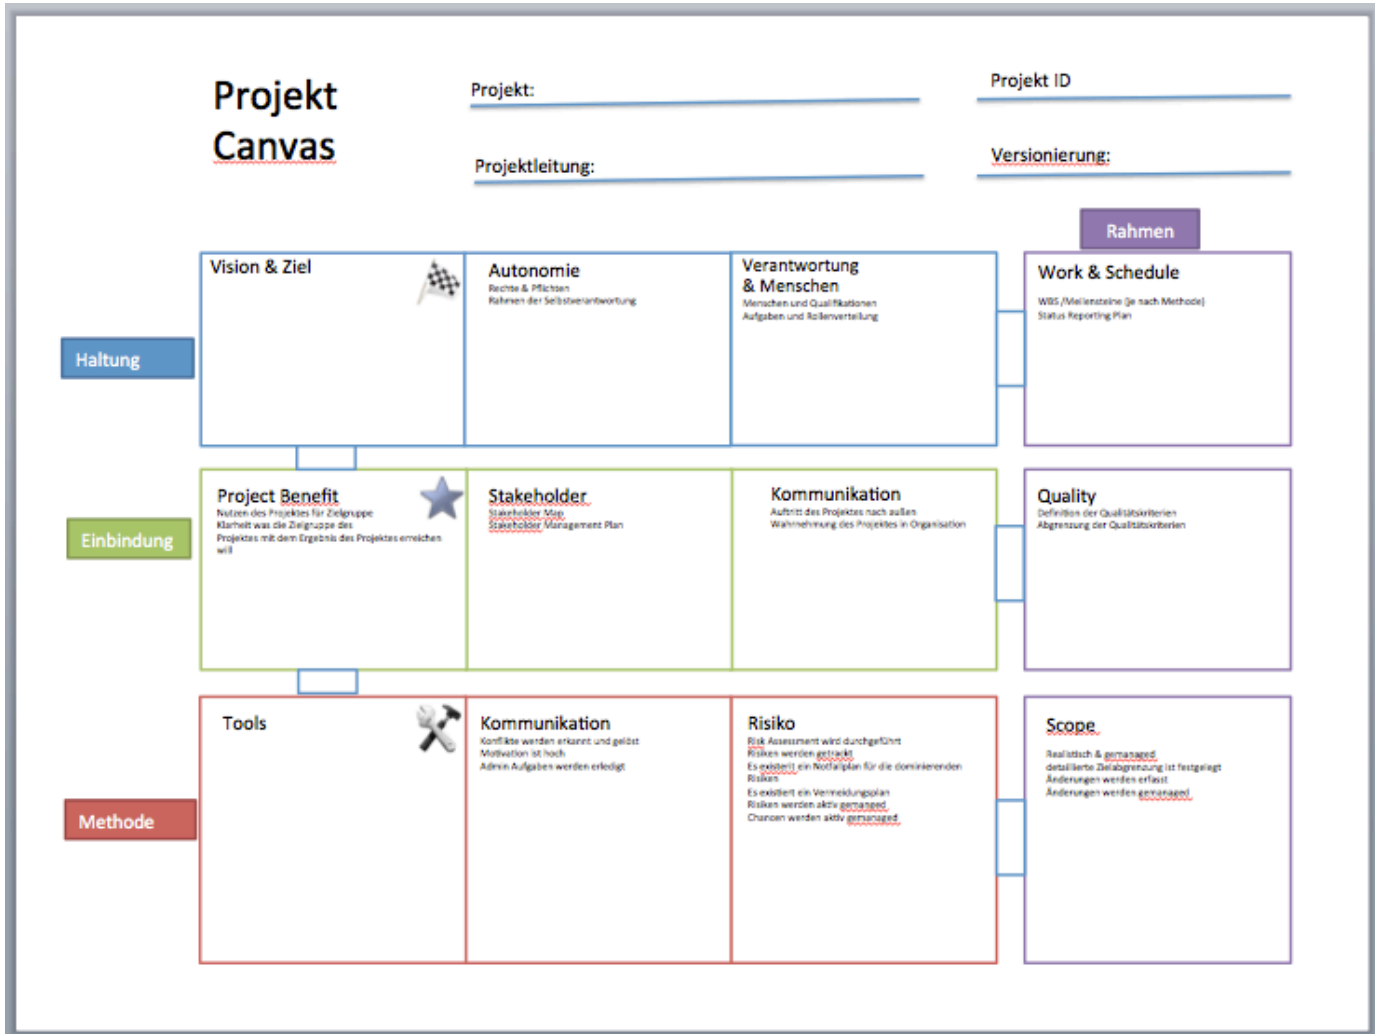 Projekt
Canvas
Projekt:
Projekt ID
Projektleitung:
Versionierung:
Rahmen
Haltung
Vision & Ziel
Autonomie
Rechte & Pflichten
Rahmen der Selbstverantwortung
Verantwortung
& Menschen
Menschen und Qualifikationen
Aufgaben und Rollenverteilung
Work & Schedule
WBS /Meilensteine (je nach Methode)
Status Reporting Plan
Einbindung
Project Benefit
Nutzen des Projektes für Zielgruppe
Klarheit was die Zielgruppe des
Projektes mit dem Ergebnis des Projektes erreichen
will
Stakeholder
Stakeholder Map
Stakeholder Management Plan
Kommunikation
Auftritt des Projektes nach außen
Wahrnehmung des Projektes in Organisation
Quality
Definition der Qualitätskriterien
Abgrenzung der Qualitätskriterien
Methode
Tools
Kommunikation
Konflikte werden erkannt und gelöst
Motivation ist hoch
Admin Aufgaben werden erledigt
Risiko
Risk Assessment wird durchgeführt
Risiken werden getrackt
Es existerit ein Notfallplan für die dominierenden
Risiken
Es existiert ein Vermeidungsplan
Risiken werden aktiv gemanged
Chancen werden aktiv gemanaged
Scope
Realistisch & gemanaged
detaillierte Zielabgrenzung ist festgelegt
Änderungen werden erfasst
Änderungen werden gemanaged